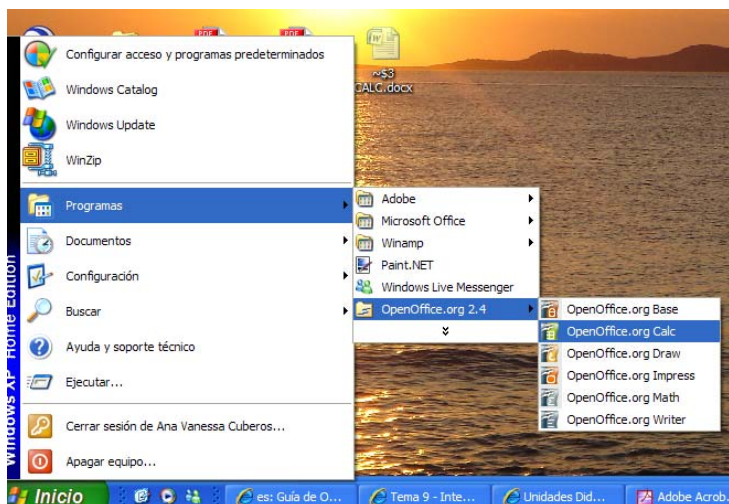 PDF
PDF
~$3
CALC.docx
Configurar acceso y programas predeterminados
Windows Catalog
Windows Update
WinZip
Programas
Documentos
Configuración
Buscar
Ayuda y soporte técnico
Ejecutar...
Cerrar sesión de Ana Vanessa Cuberos...
Apagar equipo...
Windows XP Home Edition
Adobe
Microsoft Office
Winamp
Paint.NET
Windows Live Messenger
OpenOffice.org 2.4
OpenOffice.org Base
OpenOffice.org Calc
OpenOffice.org Draw
OpenOffice.org Impress
OpenOffice.org Math
OpenOffice.org Writer
Inicio
es: Guía de O...
Tema 9 - Inte...
Unidades Did...
Adobe Acrob.